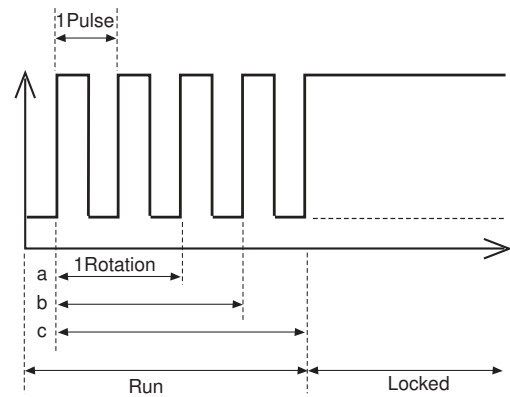 1Pulse
a 1Rotation
b
c
Run Locked